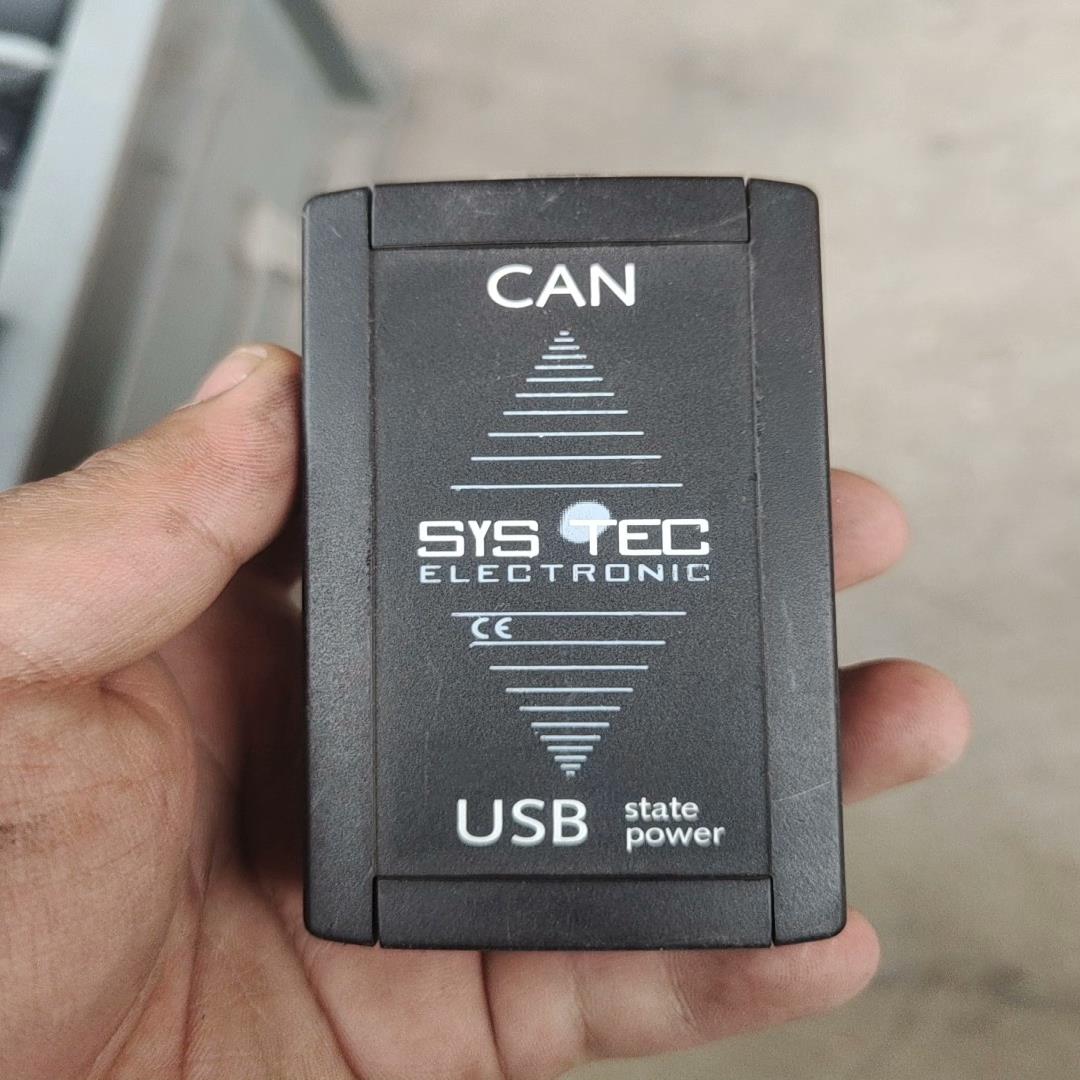 CAN
SYS TEC
ELECTRONIC
CE
USB
state
power